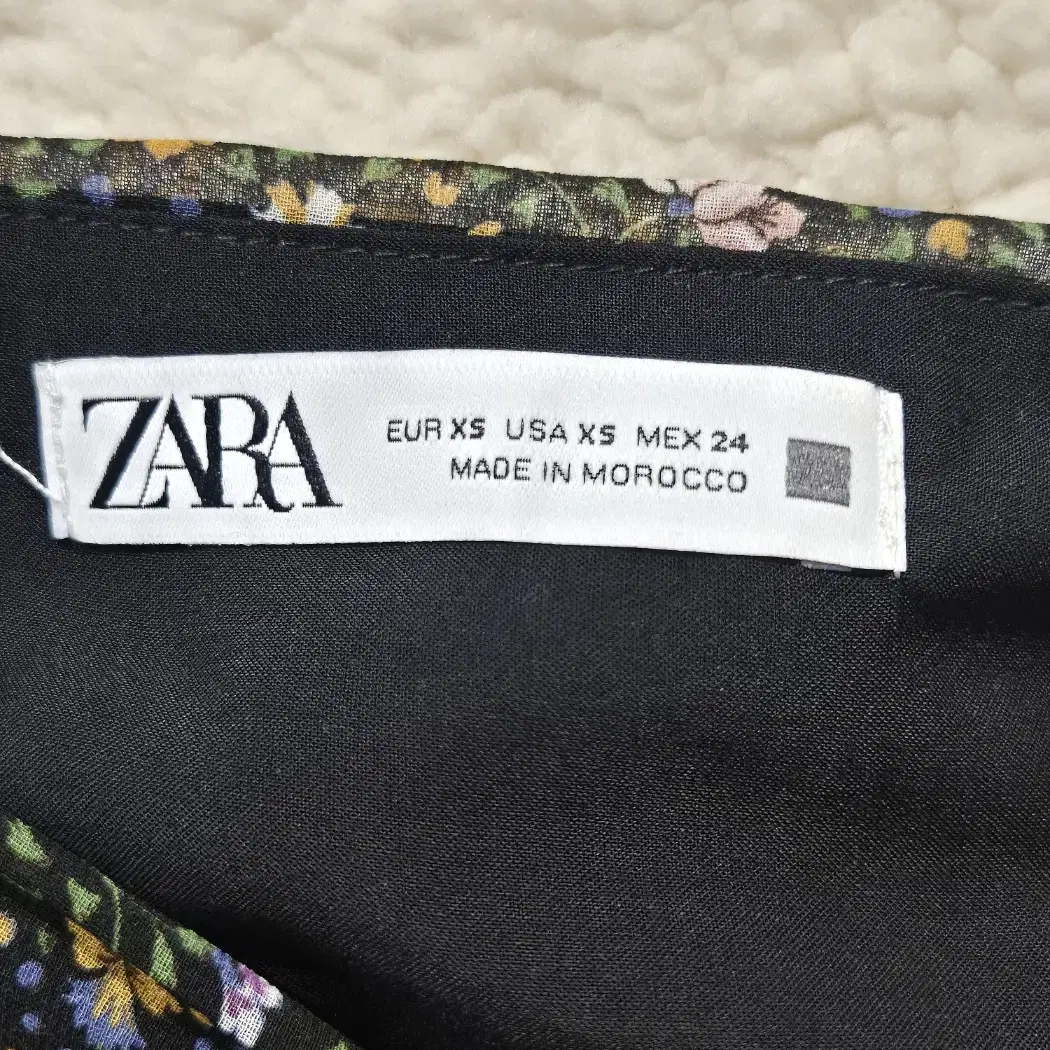 ZARA
EUR XS USA XS MEX 24
MADE IN MOROCCO